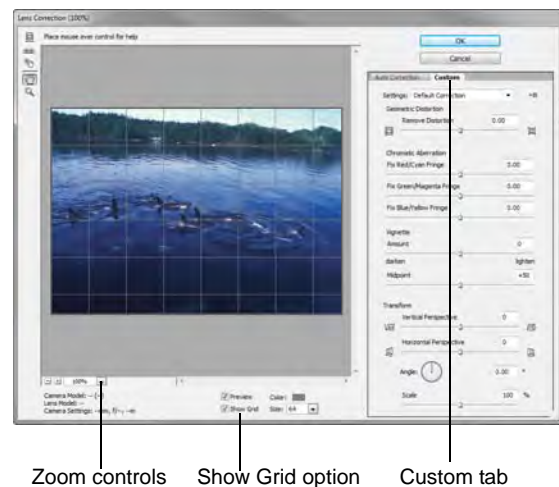 Lens Correction (100%)
Place mouse over control for help
OK
Cancel
Auto Correction Custom
Settings: Default Correction
Geometric Distortion
Remove Distortion 0.00
Chromatic Aberration
Fix Red/Cyan Fringe 0.00
Fix Green/Magenta Fringe 0.00
Fix Blue/Yellow Fringe 0.00
Vignette
Amount 0
darken lighten
Midpoint +50
Transform
Vertical Perspective 0
Horizontal Perspective 0
Angle: 0.00 °
Scale 100 %
100%
Camera Model: -- (--)
Lens Model: --
Camera Settings: --mm, f/--, --m
Preview Color:
Show Grid Size: 64
Zoom controls Show Grid option Custom tab